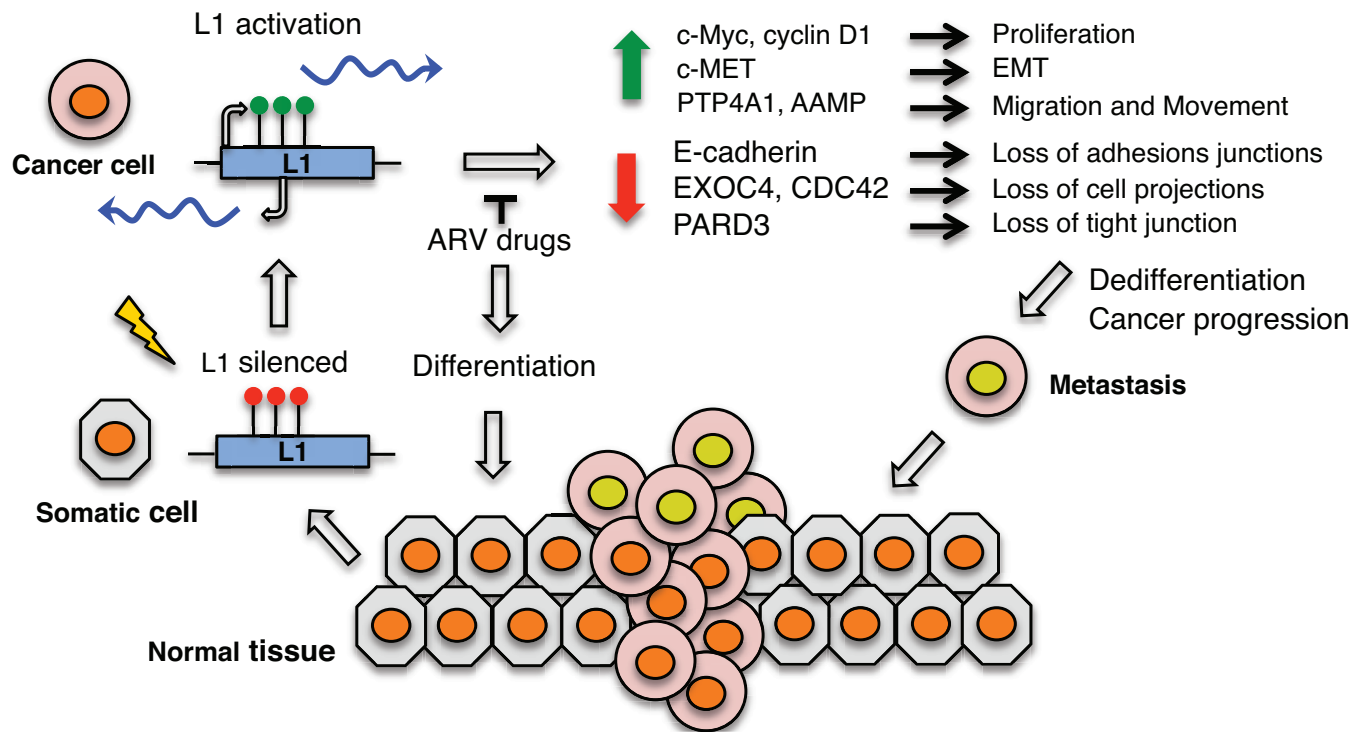 L1 activation
Cancer cell
L1
c-Myc, cyclin D1
Proliferation
c-MET
EMT
PTP4A1, AAMP
Migration and Movement
E-cadherin
Loss of adhesions junctions
EXOC4, CDC42
Loss of cell projections
PARD3
Loss of tight junction
ARV drugs
Dedifferentiation
Cancer progression
L1 silenced
Differentiation
Metastasis
L1
Somatic cell
Normal tissue